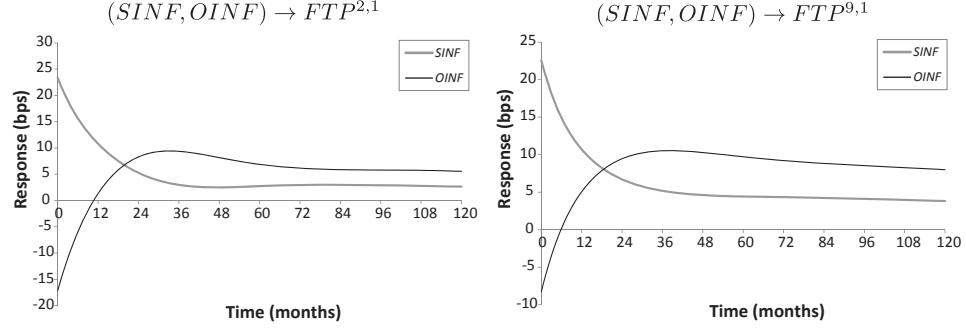 (SINF, OINF) → FTP^{2,1}
30
25
20
15
10
5
0
-5
-10
-15
-20
Response (bps)
0 12 24 36 48 60 72 84 96 108 120
Time (months)
SINF
OINF
(SINF, OINF) → FTP^{9,1}
25
20
15
10
5
0
-5
-10
Response (bps)
0 12 24 36 48 60 72 84 96 108 120
Time (months)
SINF
OINF